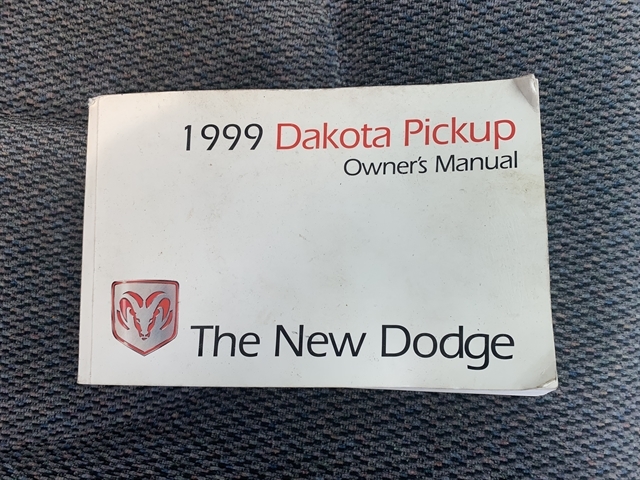 1999 Dakota Pickup
Owner's Manual
The New Dodge